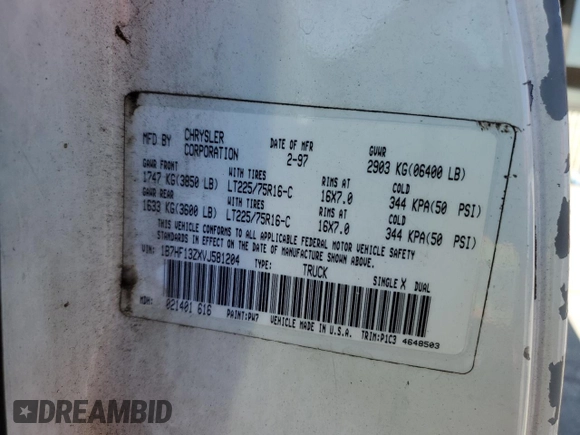 MFD BY CHRYSLER CORPORATION DATE OF MFR 2-97 GVWR 2903 KG(06400 LB)
GAWR FRONT WITH TIRES RIMS AT COLD
1747 KG(3850 LB) LT225/75R16-C 16X7.0 344 KPA(50 PSI)
GAWR REAR WITH TIRES RIMS AT COLD
1633 KG(3600 LB) LT225/75R16-C 16X7.0 344 KPA(50 PSI)
THIS VEHICLE CONFORMS TO ALL APPLICABLE FEDERAL MOTOR VEHICLE SAFETY STANDARDS IN EFFECT ON THE DATE OF MANUFACTURE SHOWN ABOVE.
VIN: 1B7HF13ZXVJ581204 TYPE: TRUCK SINGLE X DUAL
MDH: 021401 616 PAINT:PW7 VEHICLE MADE IN U.S.A. TRIM:P1C3 4648503
DREAMBID